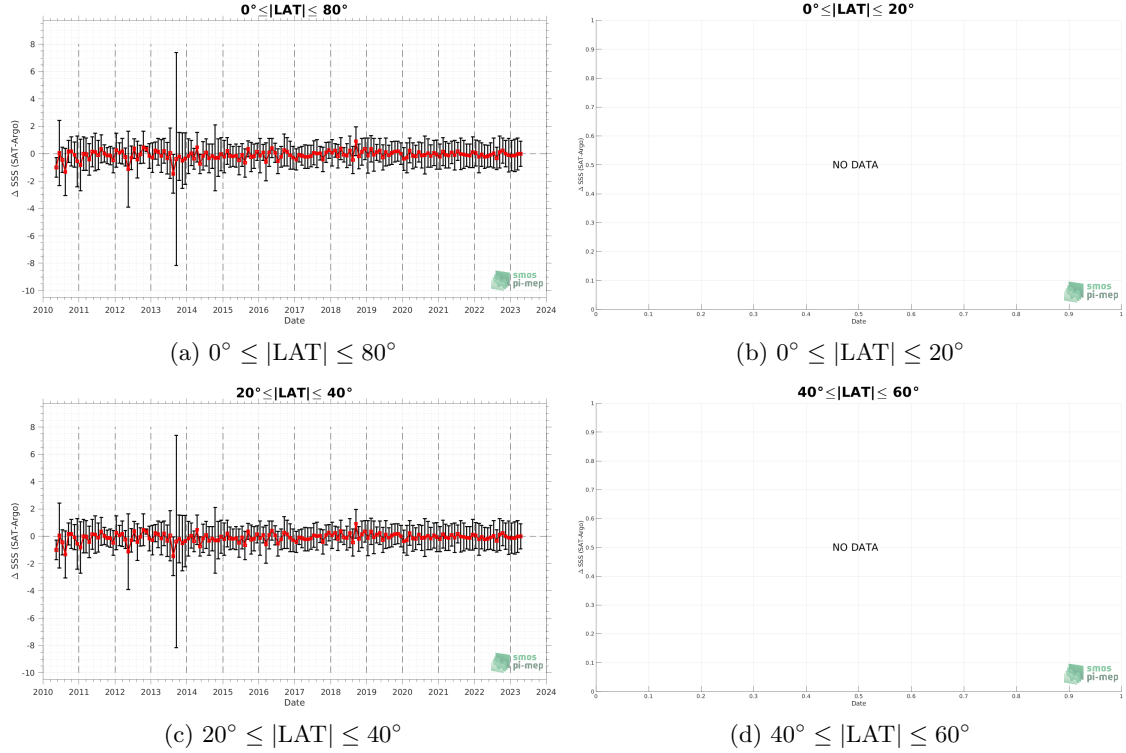 0°≤|LAT|≤ 80°
Δ SSS (SAT-Argo)
8
6
4
2
0
-2
-4
-6
-8
-10
2010 2011 2012 2013 2014 2015 2016 2017 2018 2019 2020 2021 2022 2023 2024
Date
smos
pi-mep
(a) 0° ≤ |LAT| ≤ 80°
0°≤|LAT|≤ 20°
Δ SSS (SAT-Argo)
1
0.9
0.8
0.7
0.6
0.5
0.4
0.3
0.2
0.1
0
NO DATA
0 0.1 0.2 0.3 0.4 0.5 0.6 0.7 0.8 0.9 1
Date
smos
pi-mep
(b) 0° ≤ |LAT| ≤ 20°
20°≤|LAT|≤ 40°
Δ SSS (SAT-Argo)
8
6
4
2
0
-2
-4
-6
-8
-10
2010 2011 2012 2013 2014 2015 2016 2017 2018 2019 2020 2021 2022 2023 2024
Date
smos
pi-mep
(c) 20° ≤ |LAT| ≤ 40°
40°≤|LAT|≤ 60°
Δ SSS (SAT-Argo)
1
0.9
0.8
0.7
0.6
0.5
0.4
0.3
0.2
0.1
0
NO DATA
0 0.1 0.2 0.3 0.4 0.5 0.6 0.7 0.8 0.9 1
Date
smos
pi-mep
(d) 40° ≤ |LAT| ≤ 60°